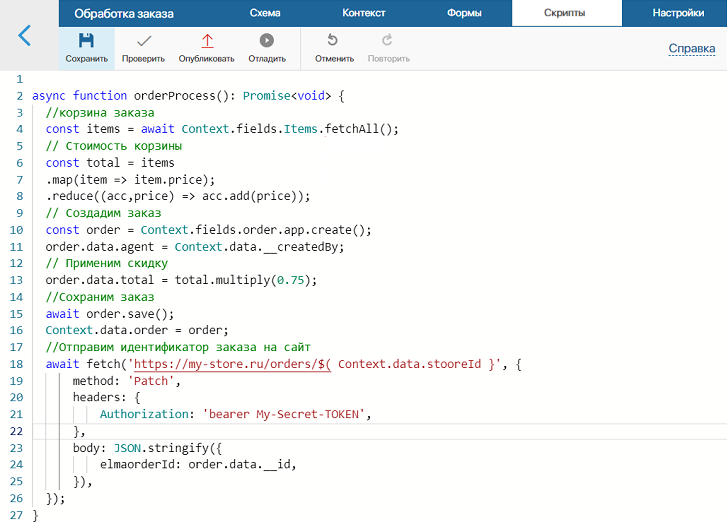 Обработка заказа Схема Контекст Формы Скрипты Настройки
Сохранить Проверить Опубликовать Отладить Отменить Повторить Справка
1
2 async function orderProcess(): Promise<void> {
3 //корзина заказа
4 const items = await Context.fields.Items.fetchAll();
5 // Стоимость корзины
6 const total = items
7 .map(item => item.price);
8 .reduce((acc,price) => acc.add(price));
9 // Создадим заказ
10 const order = Context.fields.order.app.create();
11 order.data.agent = Context.data.__createdBy;
12 // Применим скидку
13 order.data.total = total.multiply(0.75);
14 //Сохраним заказ
15 await order.save();
16 Context.data.order = order;
17 //Отправим идентификатор заказа на сайт
18 await fetch('https://my-store.ru/orders/$( Context.data.stooreId }', {
19 method: 'Patch',
20 headers: {
21 Authorization: 'bearer My-Secret-TOKEN',
22 },
23 body: JSON.stringify({
24 elmaorderId: order.data.__id,
25 }),
26 });
27 }